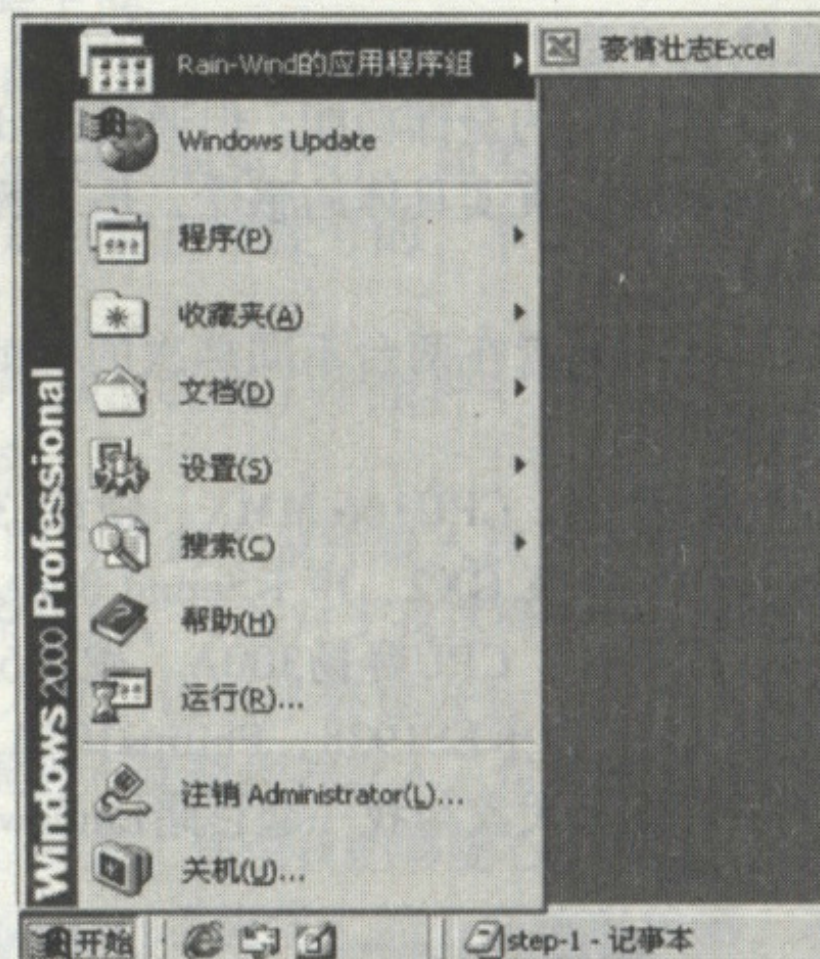 Rain-Wind的应用程序组
豪情壮志Excel
Windows Update
程序(P)
收藏夹(A)
文档(D)
设置(S)
搜索(C)
帮助(H)
运行(R)...
注销 Administrator(L)...
关机(U)...
Windows 2000 Professional
开始
step-1 - 记事本